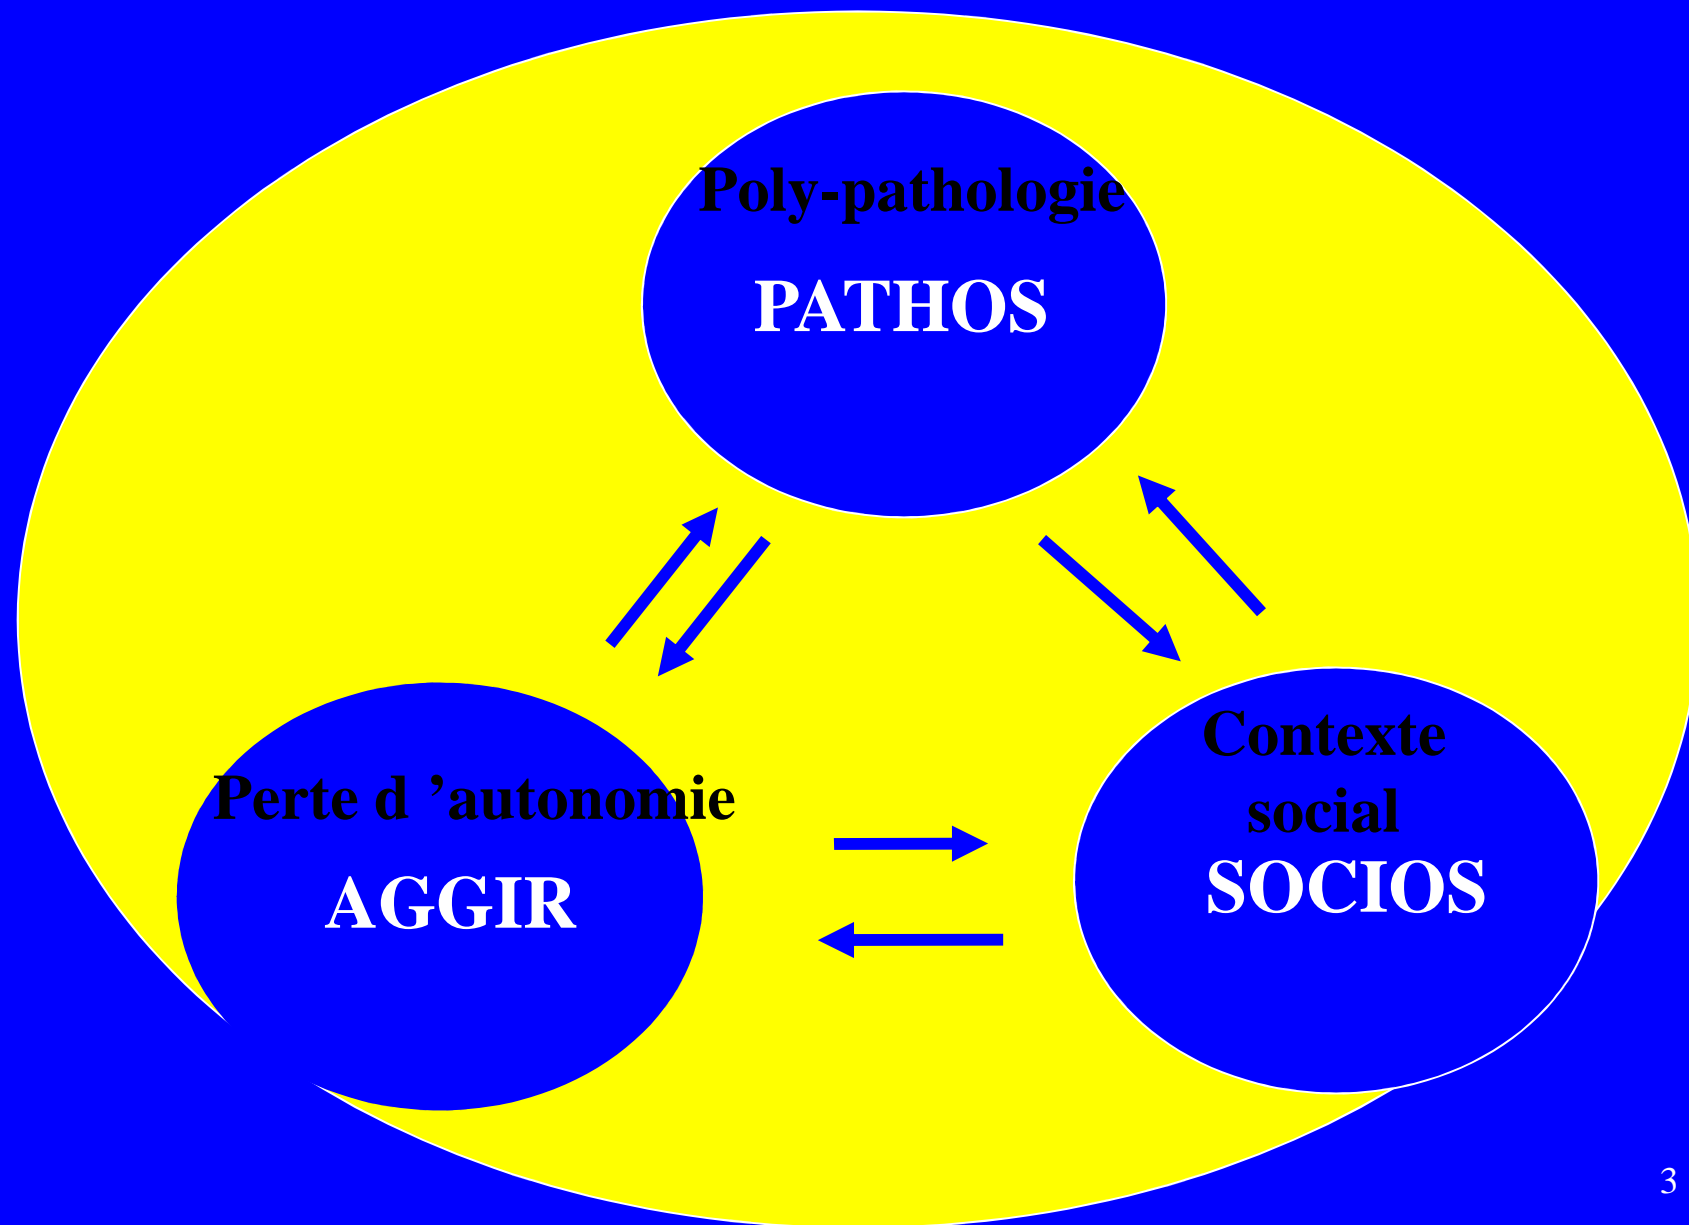 Poly-pathologie
PATHOS
Perte d ’autonomie
AGGIR
Contexte
social
SOCIOS
3